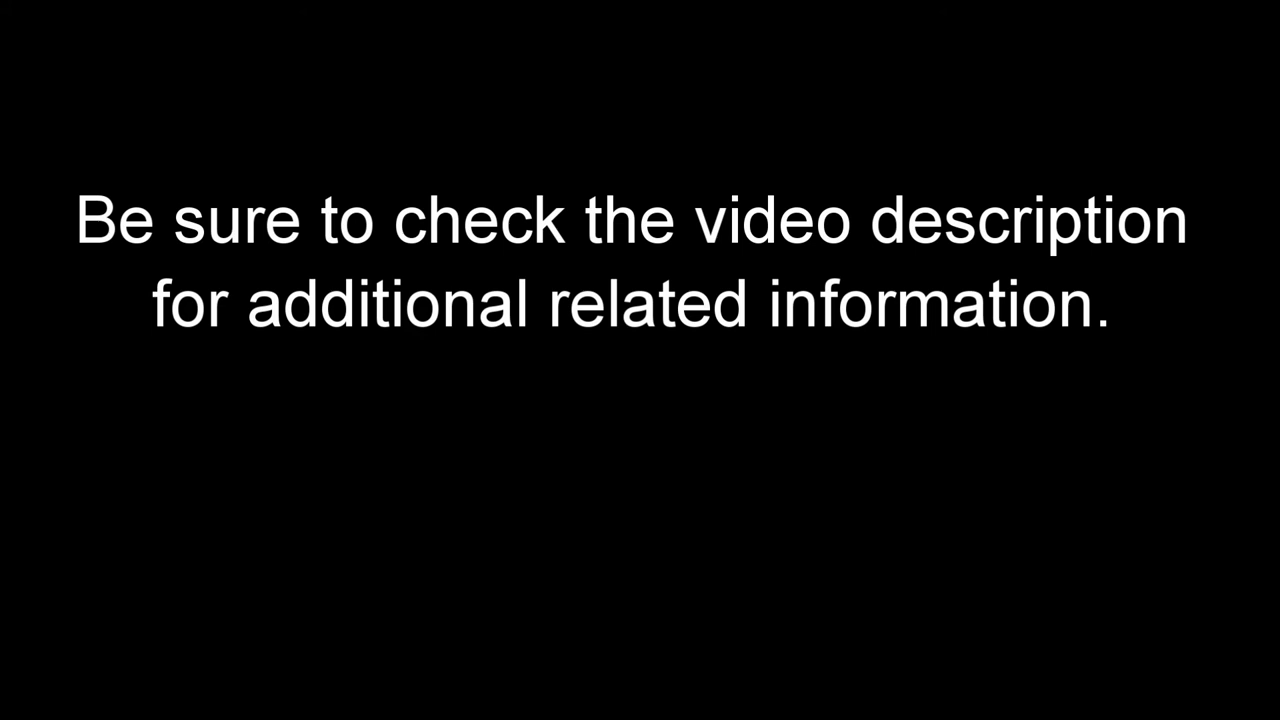 Be sure to check the video description
for additional related information.